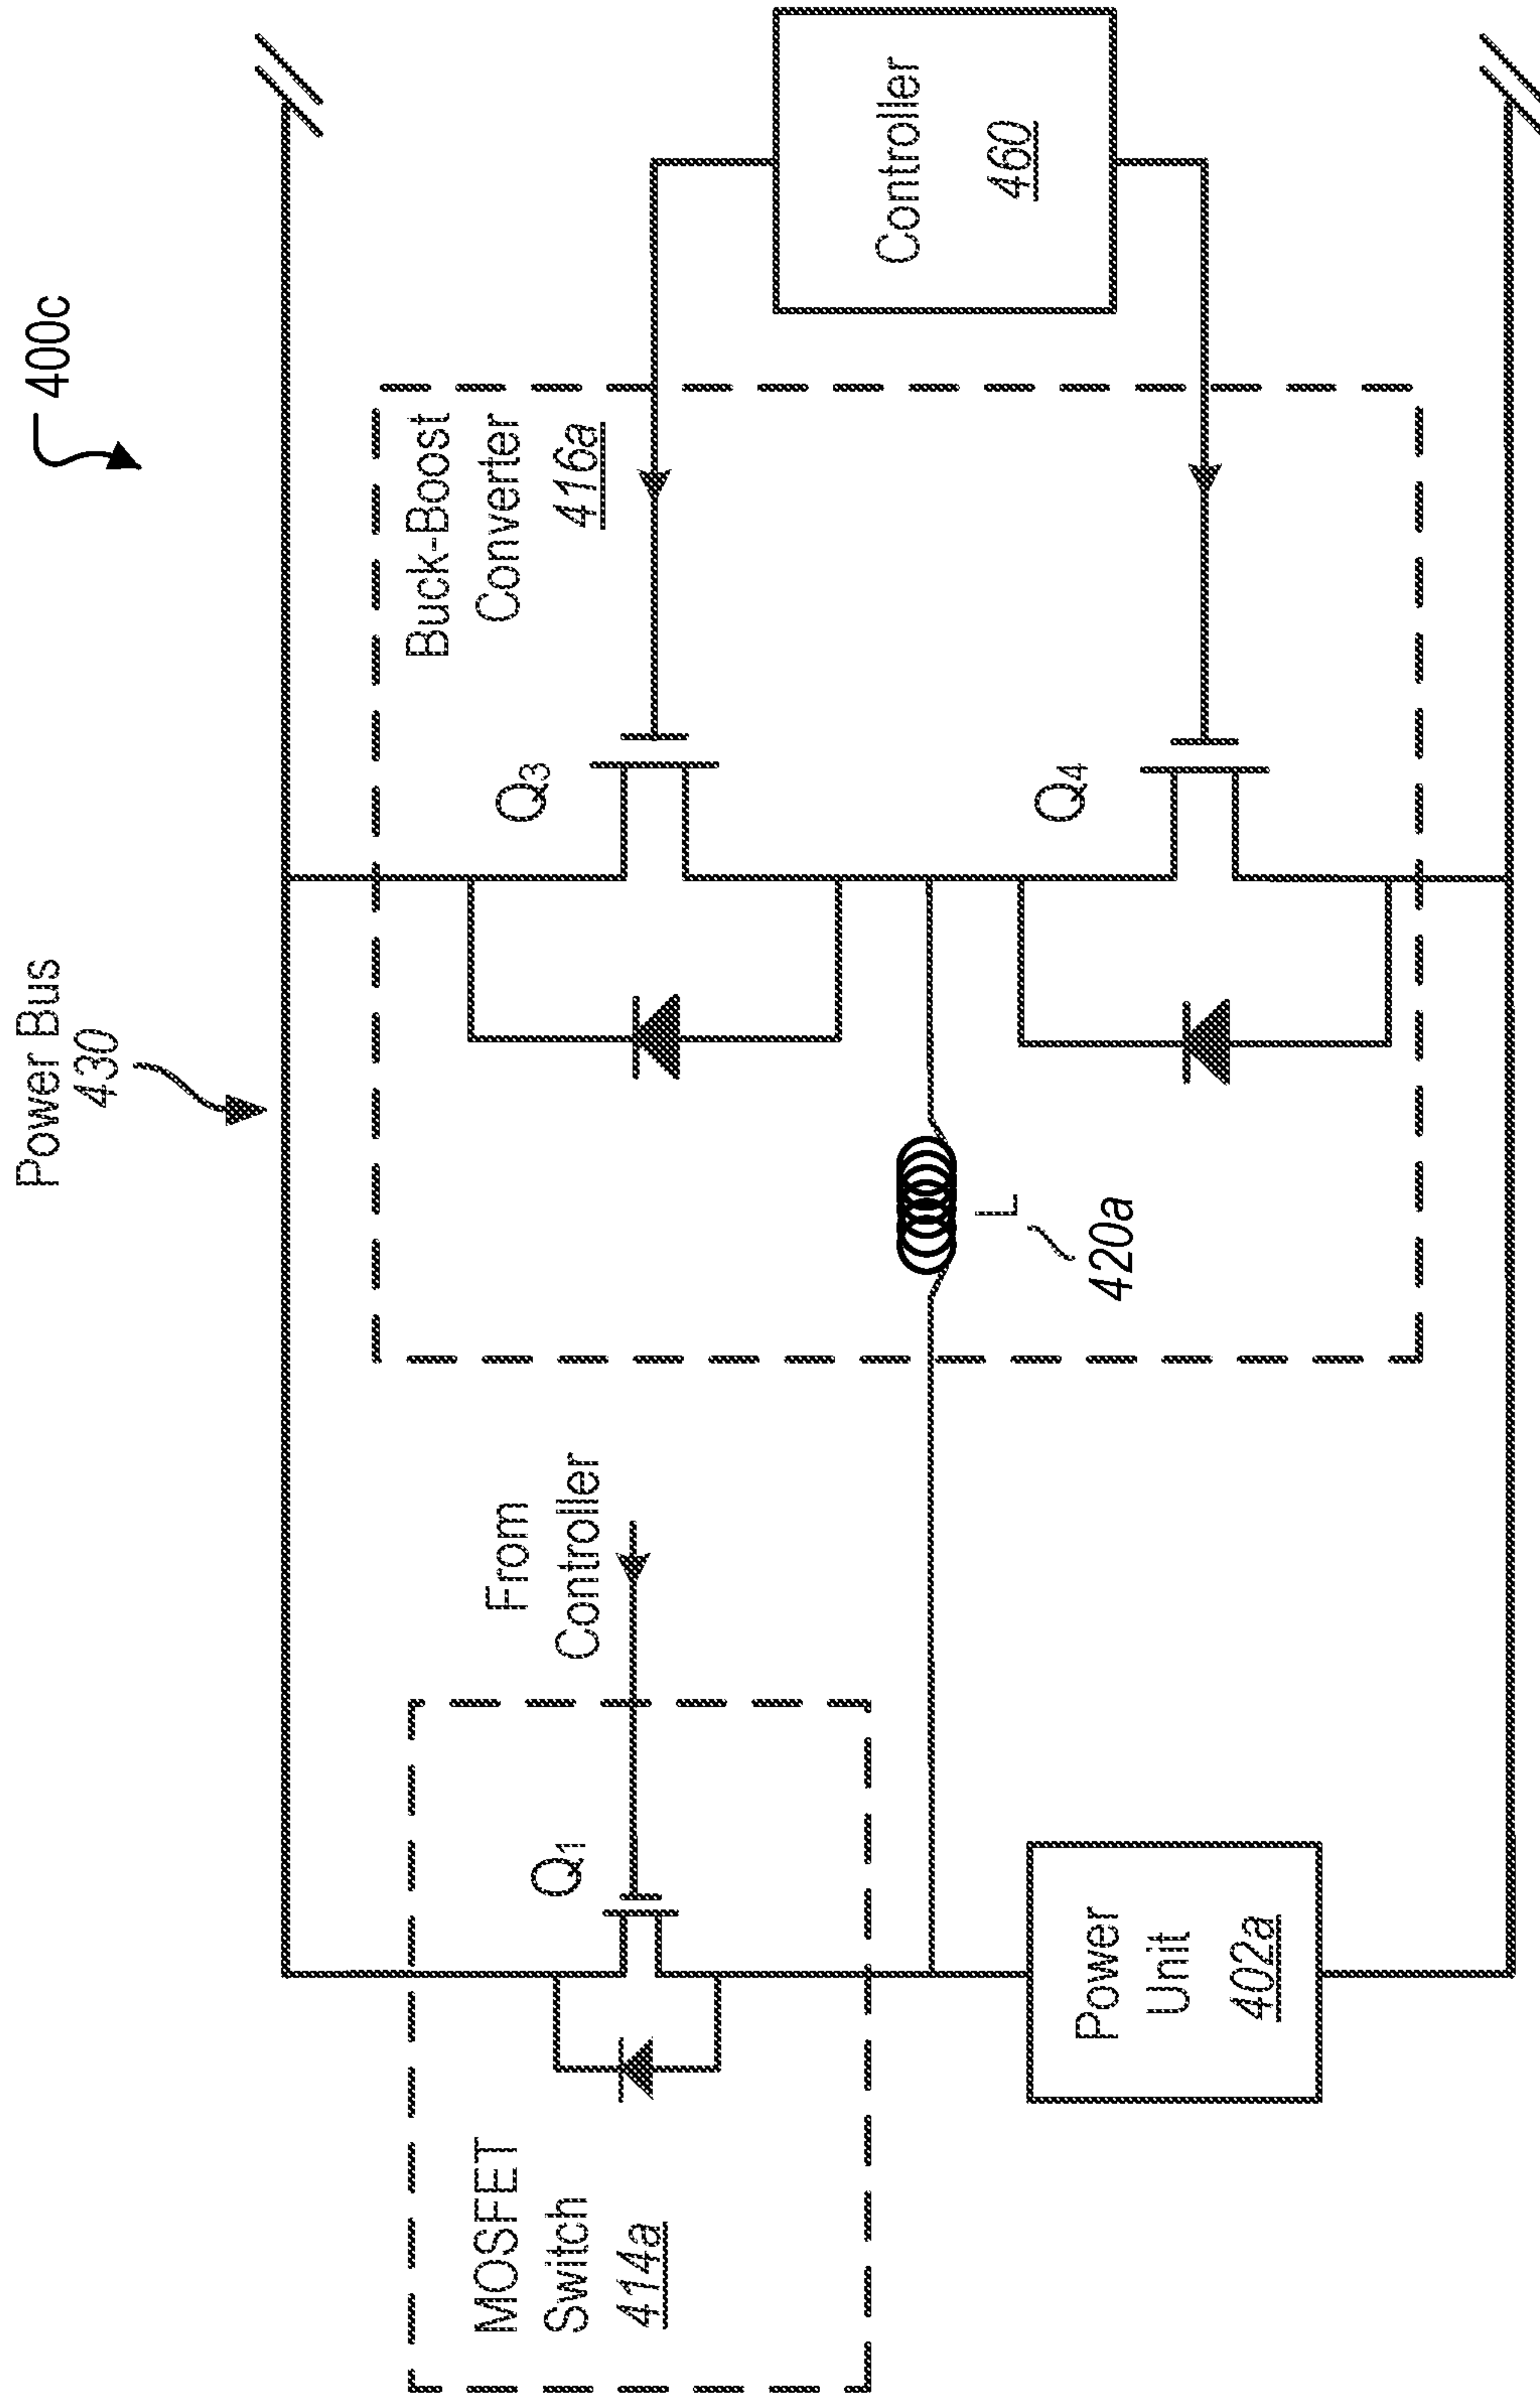 400c
Power Bus
430
Buck-Boost
Converter
416a
Controller
460
MOSFET
Switch
414a
Q1
From
Controller
Q3
Q4
L
420a
Power
Unit
402a